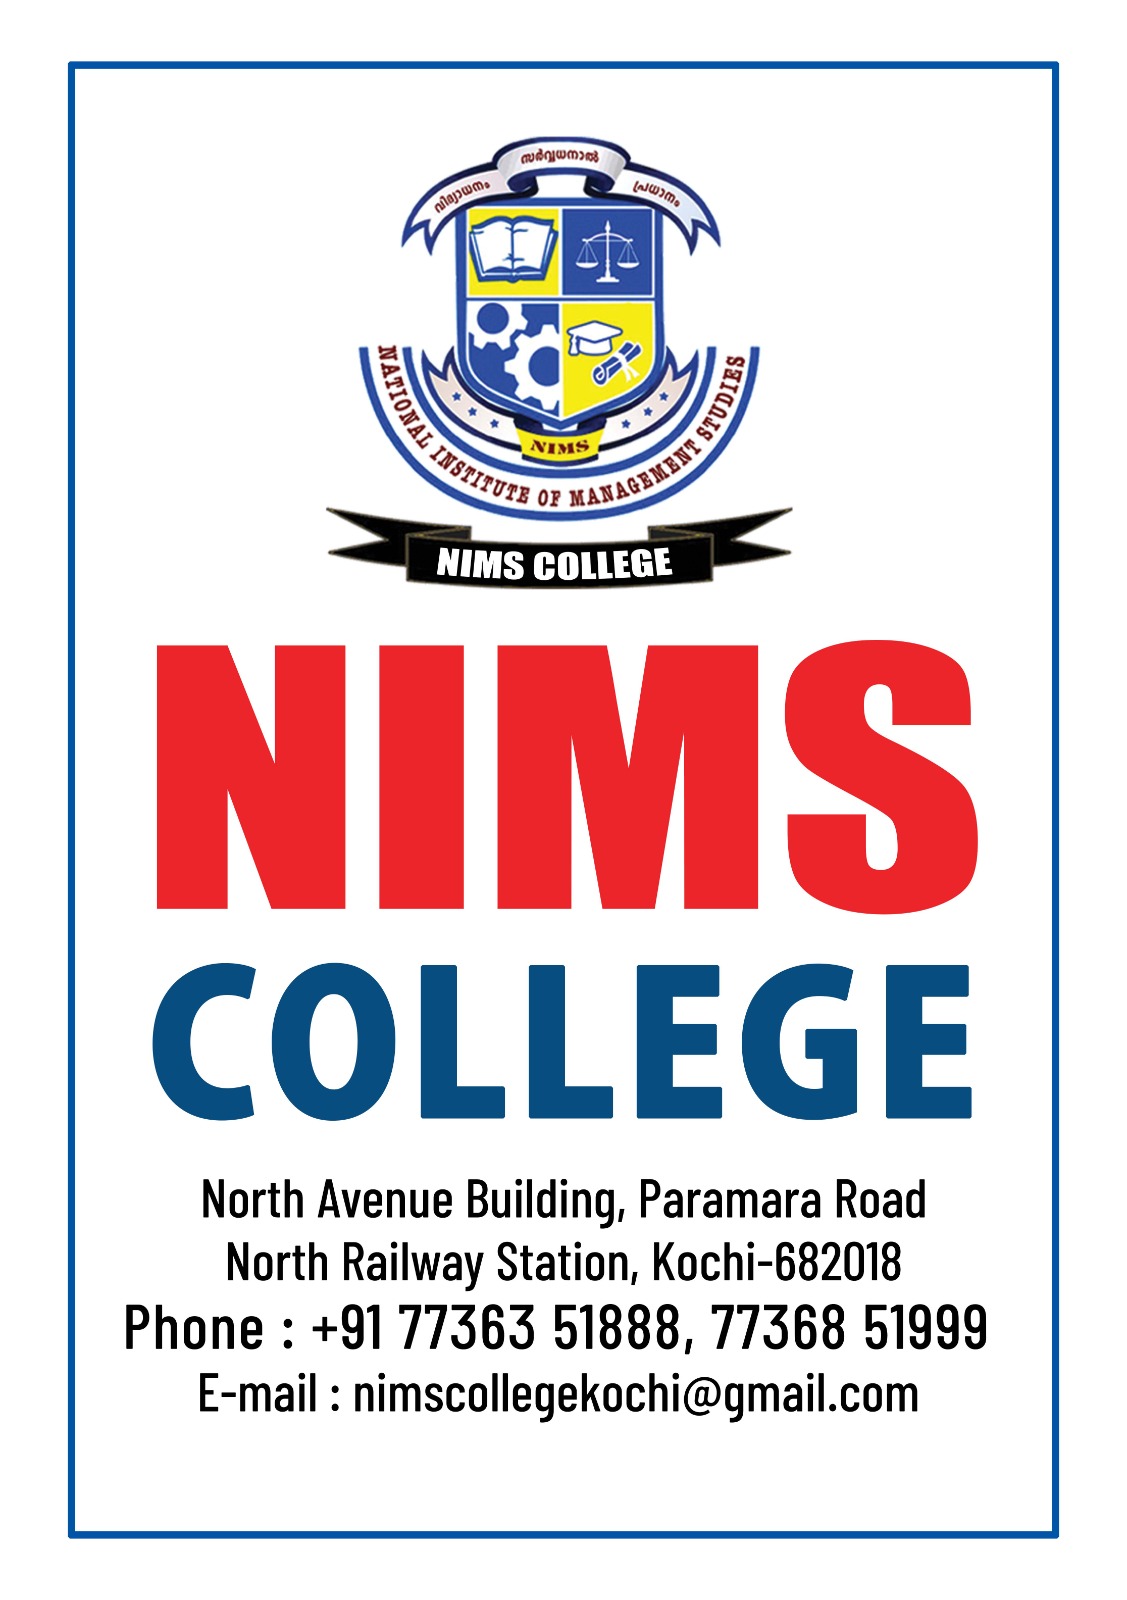 വിദ്യാധനം സർവ്വധനാൽ പ്രധാനം
NIMS
NATIONAL INSTITUTE OF MANAGEMENT STUDIES
NIMS COLLEGE
NIMS
COLLEGE
North Avenue Building, Paramara Road
North Railway Station, Kochi-682018
Phone : +91 77363 51888, 77368 51999
E-mail : nimscollegekochi@gmail.com